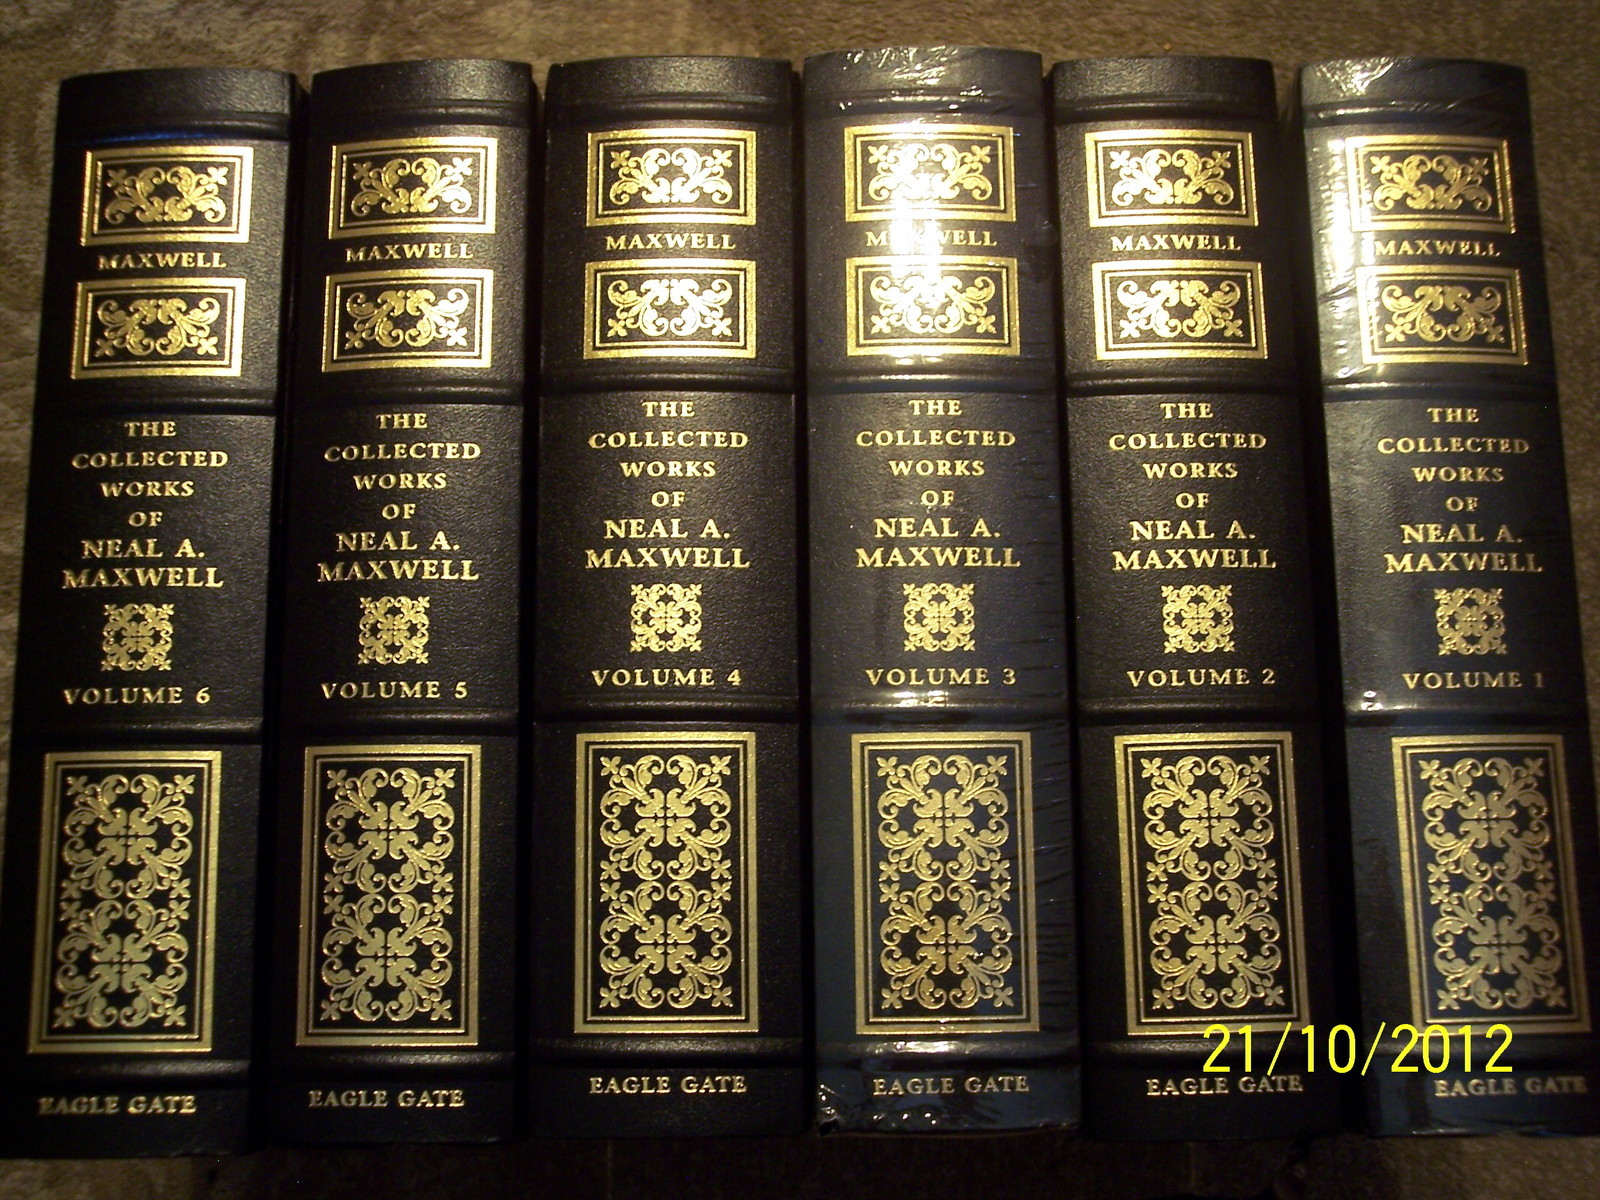 MAXWELL
THE
COLLECTED
WORKS
OF
NEAL A.
MAXWELL
VOLUME 6
EAGLE GATE
MAXWELL
THE
COLLECTED
WORKS
OF
NEAL A.
MAXWELL
VOLUME 5
EAGLE GATE
MAXWELL
THE
COLLECTED
WORKS
OF
NEAL A.
MAXWELL
VOLUME 4
EAGLE GATE
MAXWELL
THE
COLLECTED
WORKS
OF
NEAL A.
MAXWELL
VOLUME 3
EAGLE GATE
MAXWELL
THE
COLLECTED
WORKS
OF
NEAL A.
MAXWELL
VOLUME 2
EAGLE GATE
MAXWELL
THE
COLLECTED
WORKS
OF
NEAL A.
MAXWELL
VOLUME 1
EAGLE GATE
21/10/2012